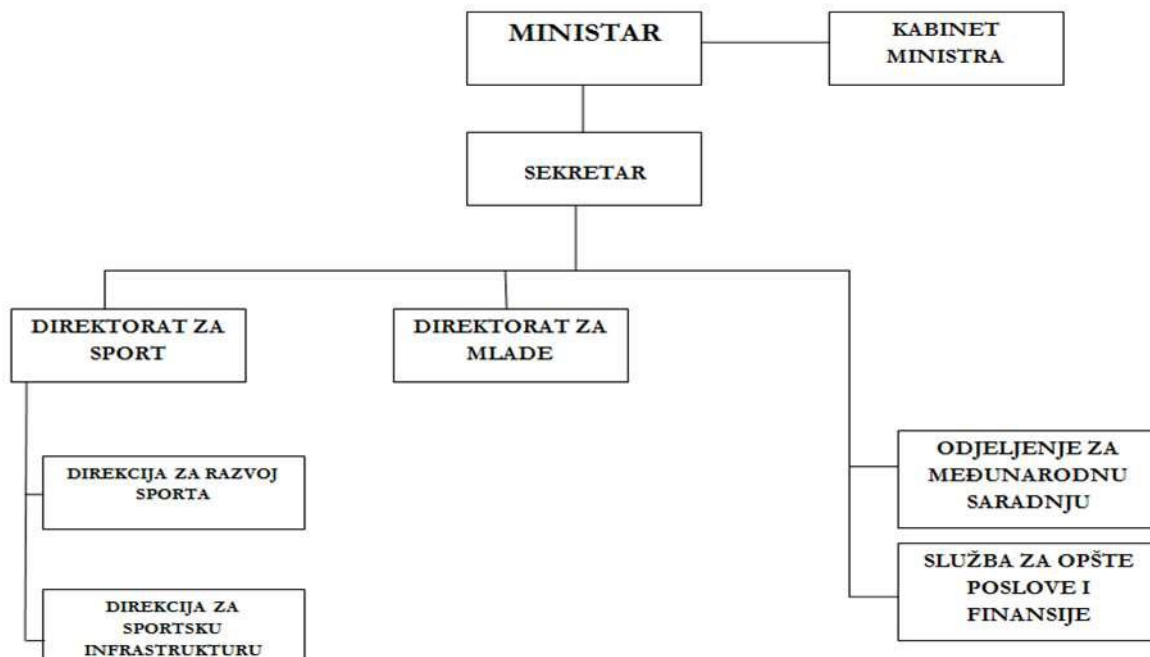 MINISTAR
KABINET
MINISTRA
SEKRETAR
DIREKTORAT ZA
SPORT
DIREKTORAT ZA
MLADE
DIREKCIJA ZA RAZVOJ
SPORTA
DIREKCIJA ZA
SPORTSKU
INFRASTRUKTURU
ODJELJENJE ZA
MEĐUNARODNU
SARADNJU
SLUŽBA ZA OPŠTE
POSLOVE I
FINANSIJE